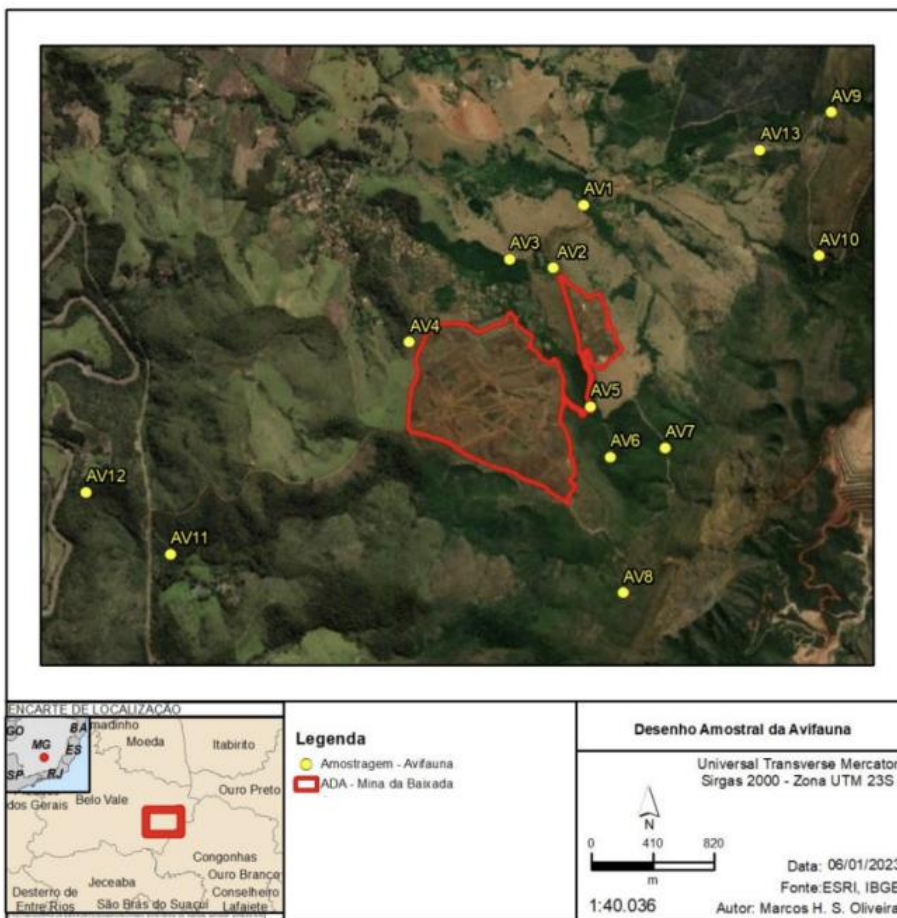 AV9
AV13
AV1
AV10
AV3
AV2
AV4
AV5
AV6
AV7
AV12
AV11
AV8
ENCARTE DE LOCALIZAÇÃO
GO
BA
MG
ES
SP
RJ
madinho
Moeda
Itabirito
dos Gerais
Belo Vale
Ouro Preto
Congonhas
Ouro Branco
Jeceaba
Conselheiro
Lafaiete
Desterro de
Entre Rios
São Brás do Suaçuí
Legenda
Amostragem - Avifauna
ADA - Mina da Baixada
Desenho Amostral da Avifauna
Universal Transverse Mercator
Sirgas 2000 - Zona UTM 23S
N
0 410 820
m
1:40.036
Data: 06/01/2023
Fonte:ESRI, IBGE
Autor: Marcos H. S. Oliveira